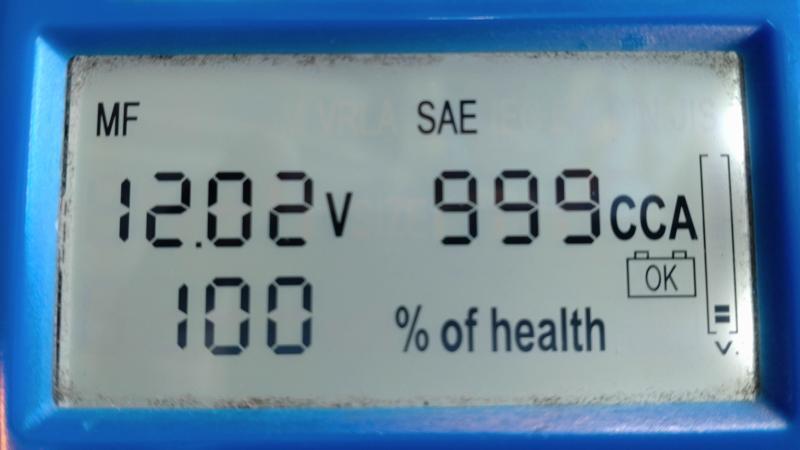 MF SAE
12.02 V 999 CCA
OK
100 % of health
V